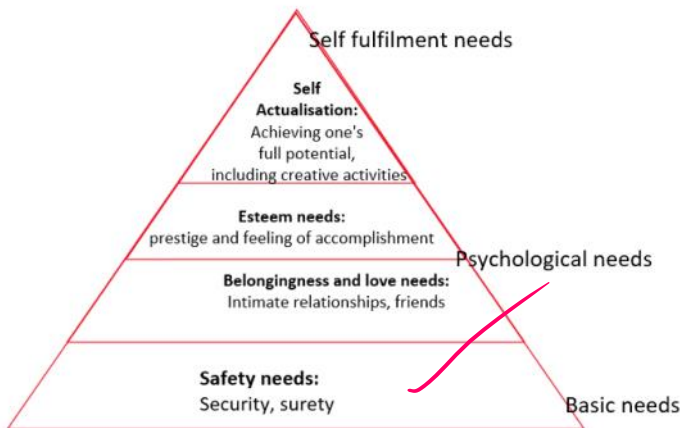 Self fulfilment needs
Self
Actualisation:
Achieving one's
full potential,
including creative activities
Esteem needs:
prestige and feeling of accomplishment
Psychological needs
Belongingness and love needs:
Intimate relationships, friends
Safety needs:
Security, surety
Basic needs